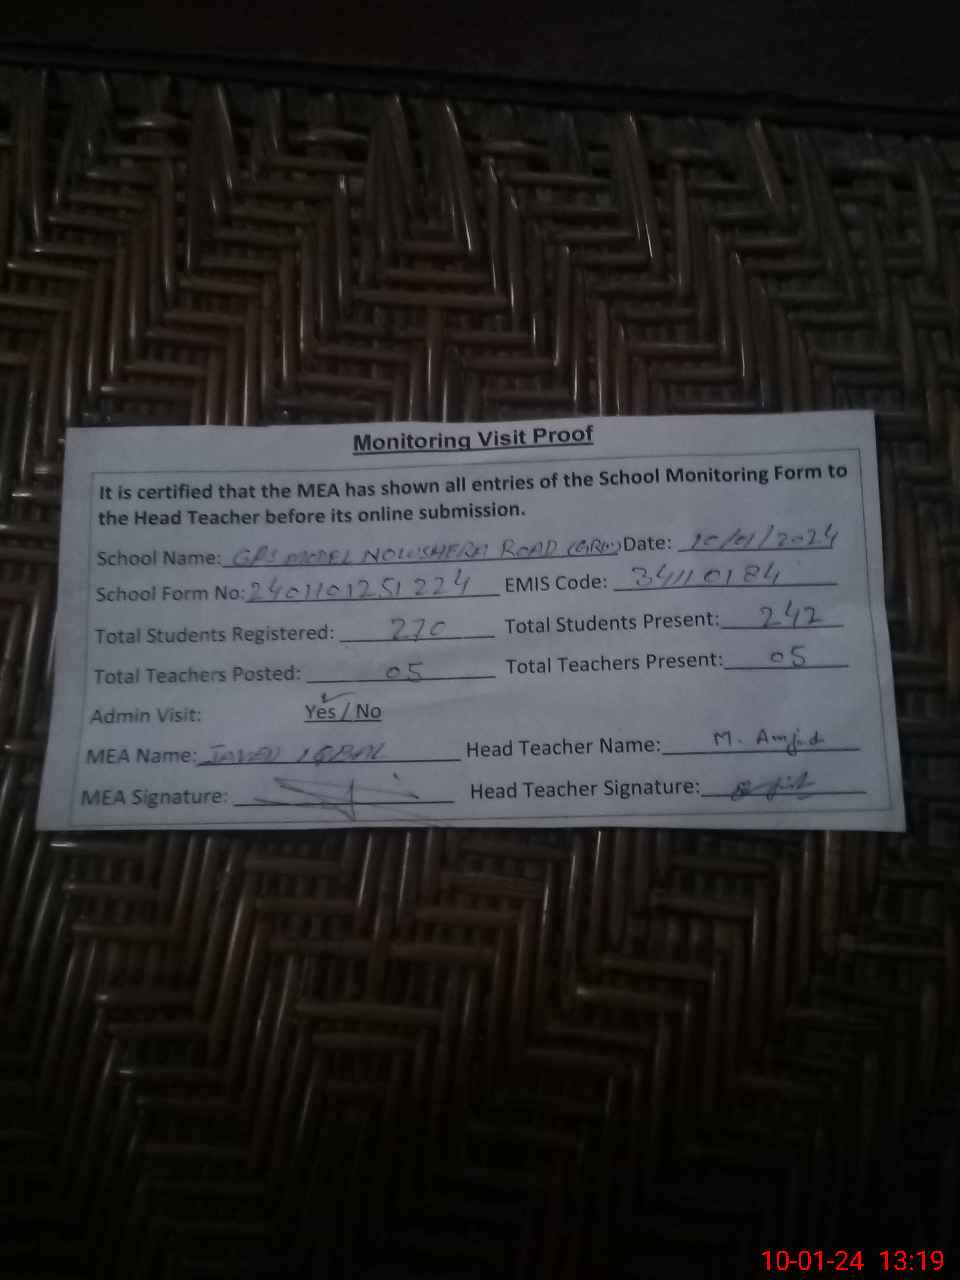 Monitoring Visit Proof
It is certified that the MEA has shown all entries of the School Monitoring Form to
the Head Teacher before its online submission.
School Name: GPS MODEL NOWSHERA ROAD (GRW) Date: 10/01/2024
School Form No: 2401101251224 EMIS Code: 34110184
Total Students Registered: 270 Total Students Present: 242
Total Teachers Posted: 05 Total Teachers Present: 05
Admin Visit: Yes / No
MEA Name: JAVED IQBAL Head Teacher Name: M. Amjad
MEA Signature: Head Teacher Signature:
10-01-24 13:19